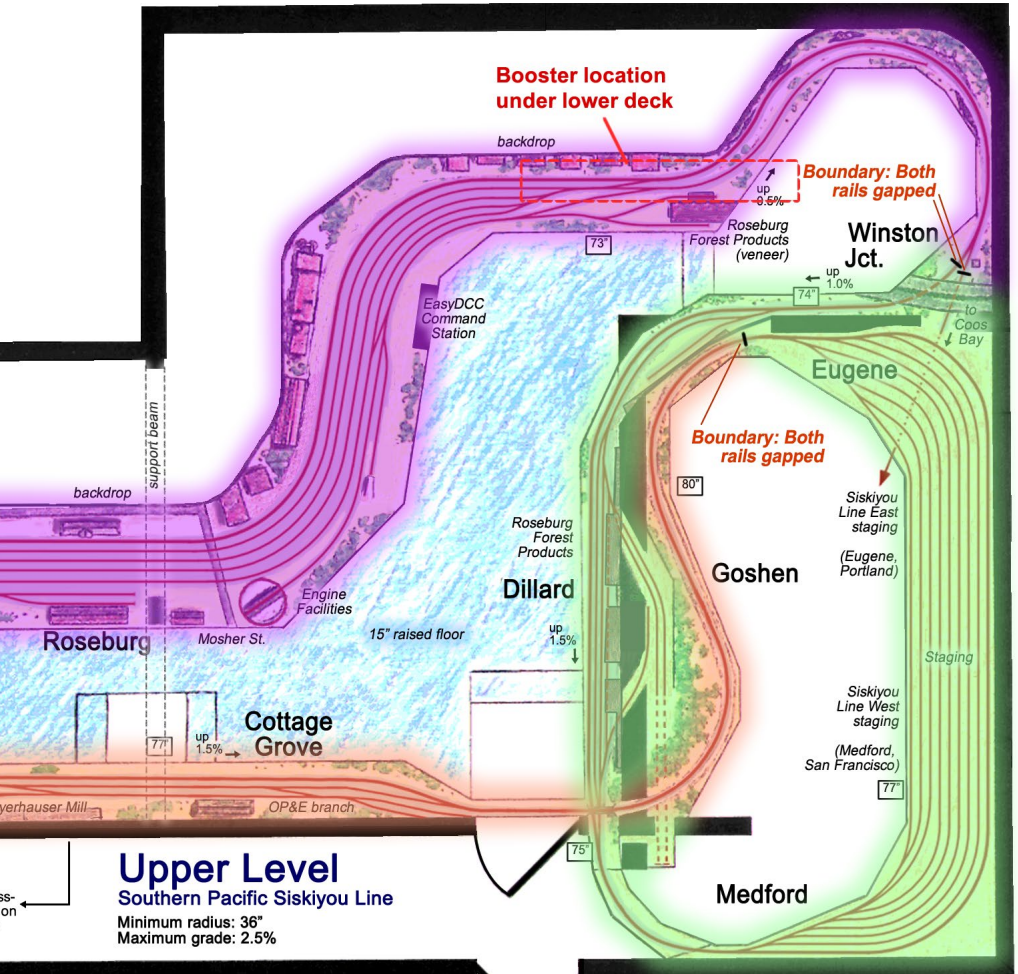 Booster location
under lower deck
backdrop
Boundary: Both
rails gapped
up
0.5%
Roseburg
Forest Products
(veneer)
73"
Winston
Jct.
up
1.0%
74"
to
Coos
Bay
EasyDCC
Command
Station
Eugene
support beam
Boundary: Both
rails gapped
80"
backdrop
Siskiyou
Line East
staging
(Eugene,
Portland)
Roseburg
Forest
Products
Goshen
Dillard
Engine
Facilities
15" raised floor
up
1.5%
Roseburg
Mosher St.
Staging
Siskiyou
Line West
staging
(Medford,
San Francisco)
77"
Cottage
Grove
77"
up
1.5%
yerhauser Mill
OP&E branch
75"
Upper Level
Southern Pacific Siskiyou Line
Minimum radius: 36"
Maximum grade: 2.5%
Medford
ss-
on